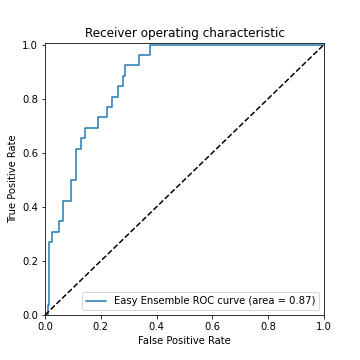 Receiver operating characteristic
1.0
0.8
0.6
0.4
0.2
0.0
True Positive Rate
Easy Ensemble ROC curve (area = 0.87)
0.0 0.2 0.4 0.6 0.8 1.0
False Positive Rate